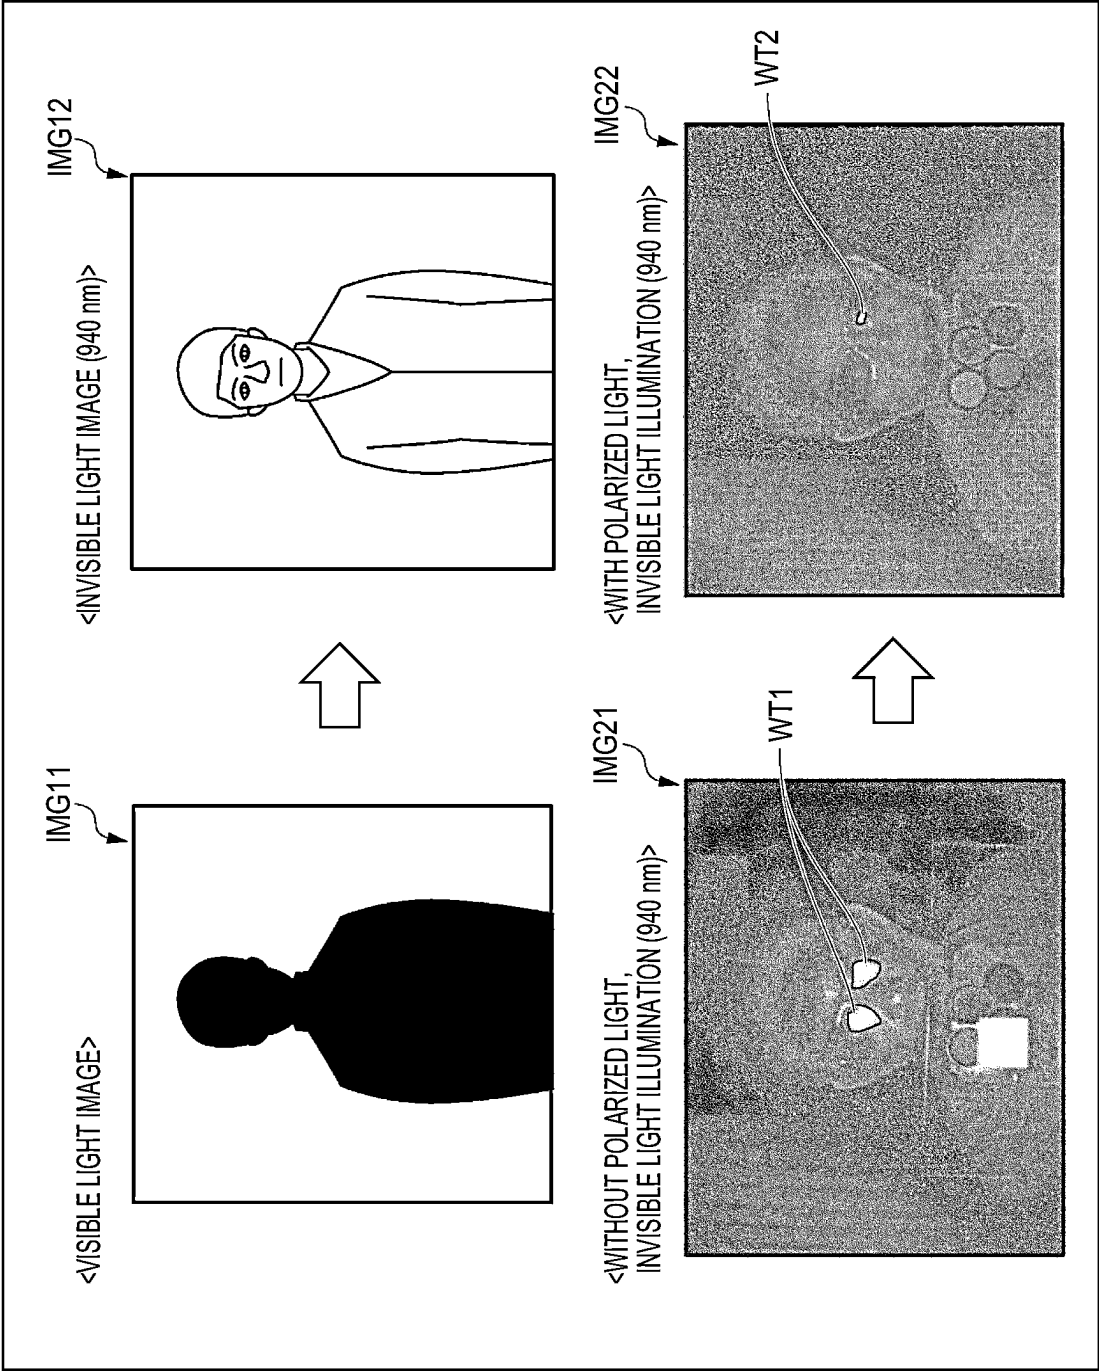 IMG11
<VISIBLE LIGHT IMAGE>
IMG12
<INVISIBLE LIGHT IMAGE (940 nm)>
IMG21
<WITHOUT POLARIZED LIGHT,
INVISIBLE LIGHT ILLUMINATION (940 nm)>
WT1
IMG22
<WITH POLARIZED LIGHT,
INVISIBLE LIGHT ILLUMINATION (940 nm)>
WT2